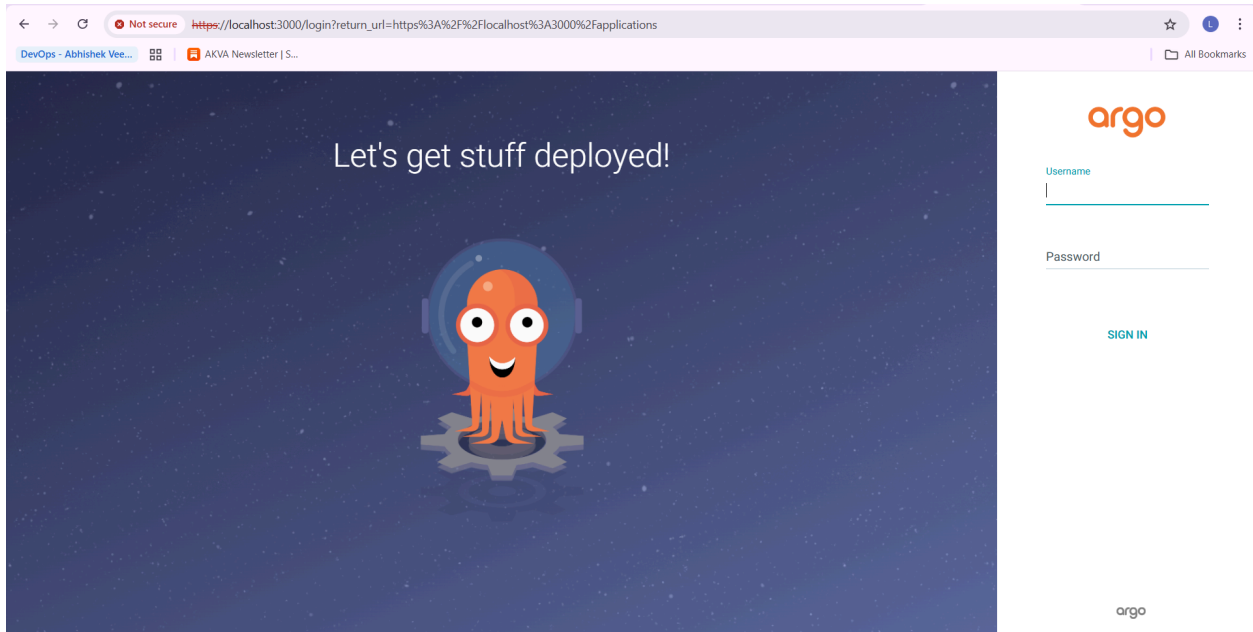 Not secure
https://localhost:3000/login?return_url=https%3A%2F%2Flocalhost%3A3000%2Fapplications
L
DevOps - Abhishek Vee...
AKVA Newsletter | S...
All Bookmarks
Let's get stuff deployed!
argo
Username
Password
SIGN IN
argo